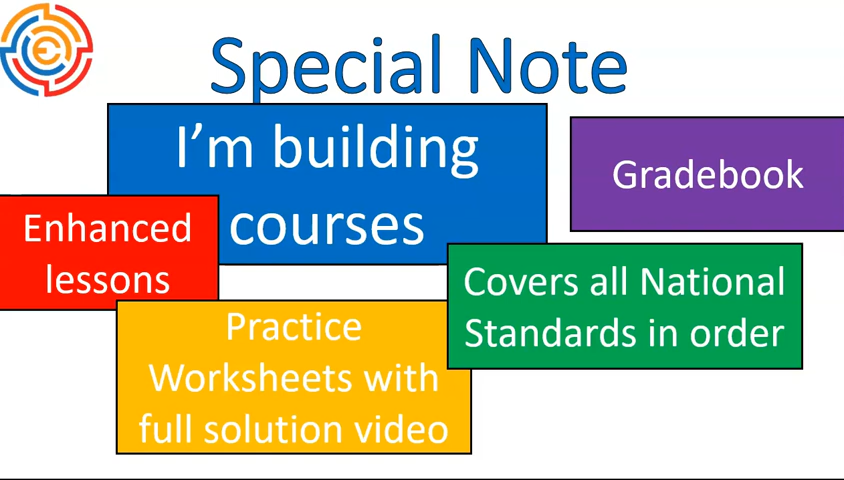 Special Note
I'm building
courses
Gradebook
Enhanced
lessons
Covers all National
Standards in order
Practice
Worksheets with
full solution video